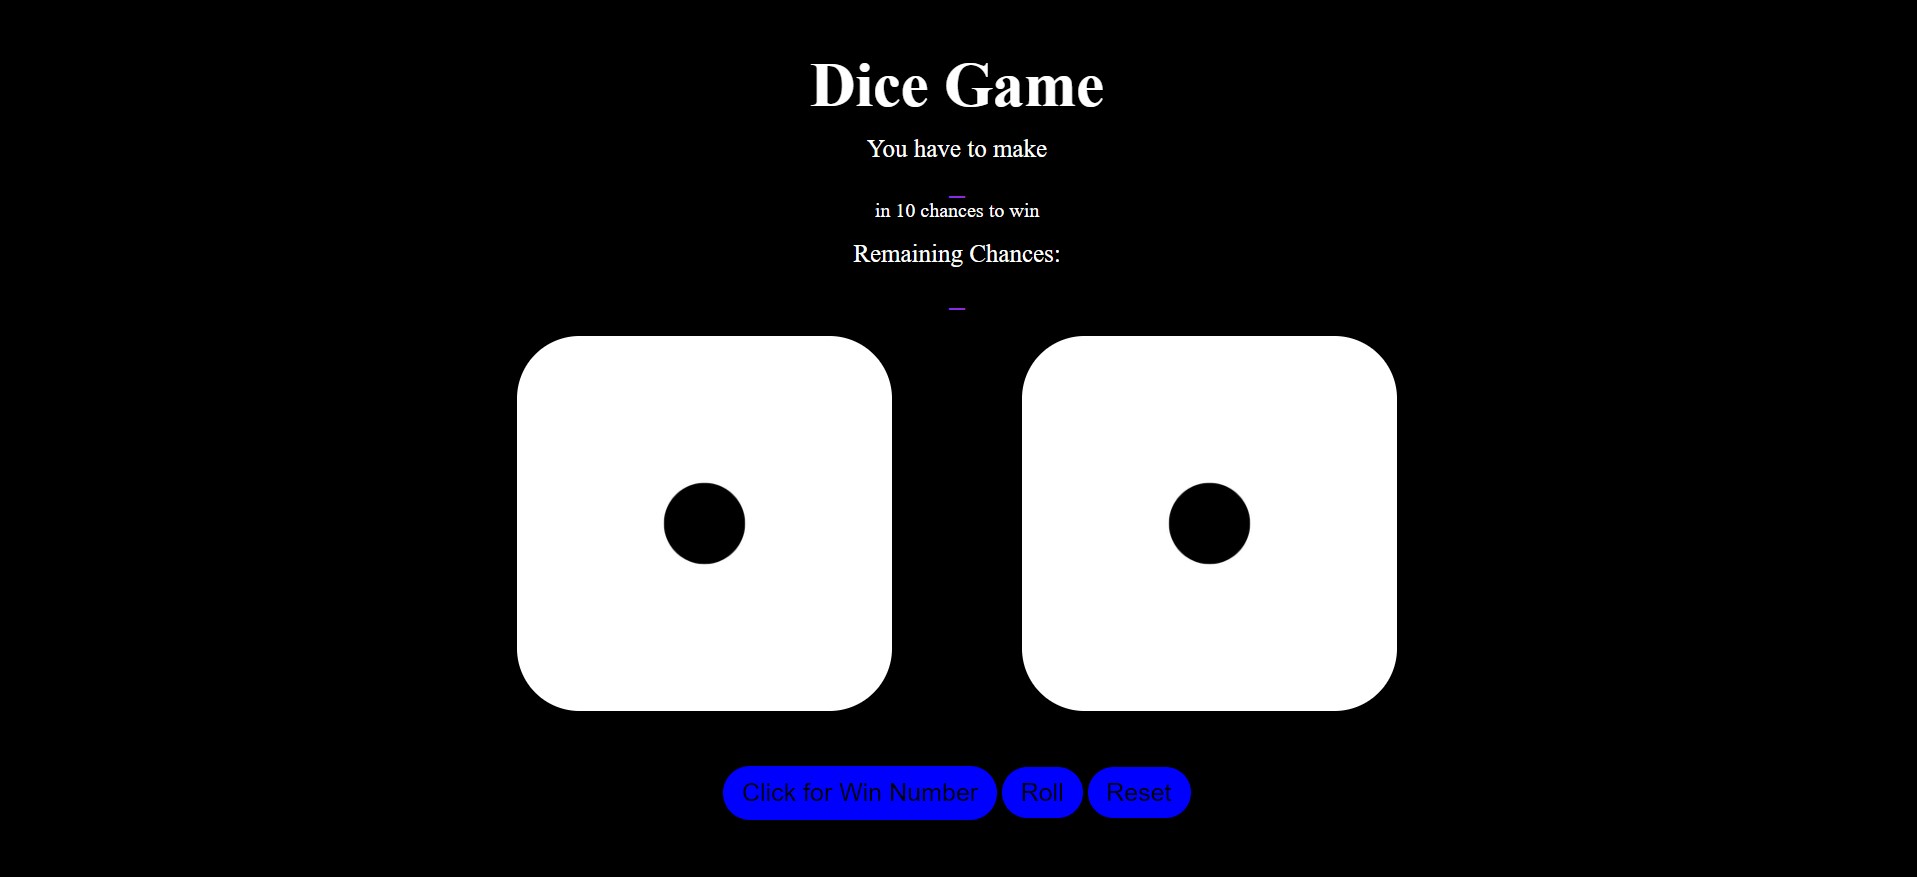 Dice Game
You have to make
_
in 10 chances to win
Remaining Chances:
_
Click for Win Number Roll Reset